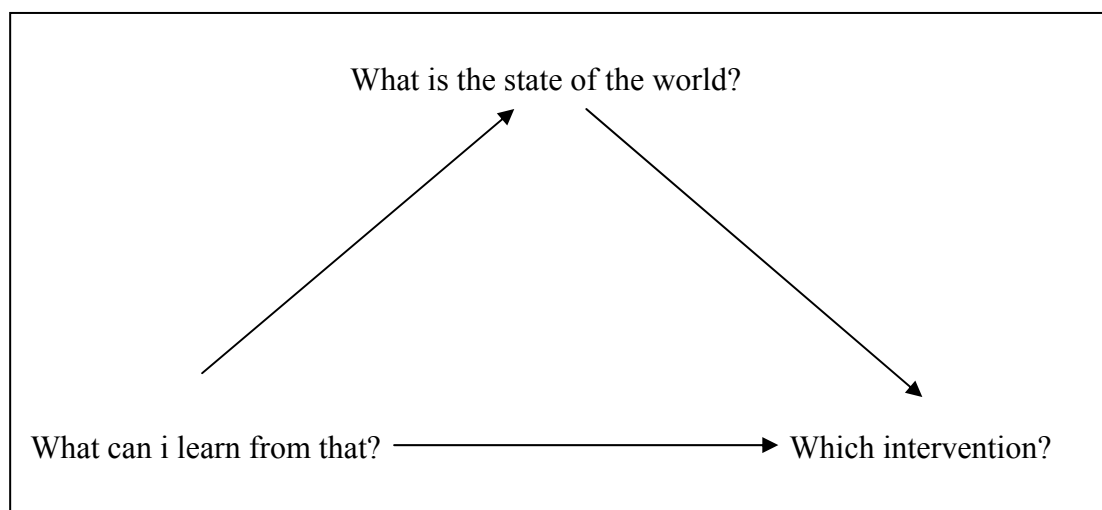 What is the state of the world?
What can i learn from that?
Which intervention?